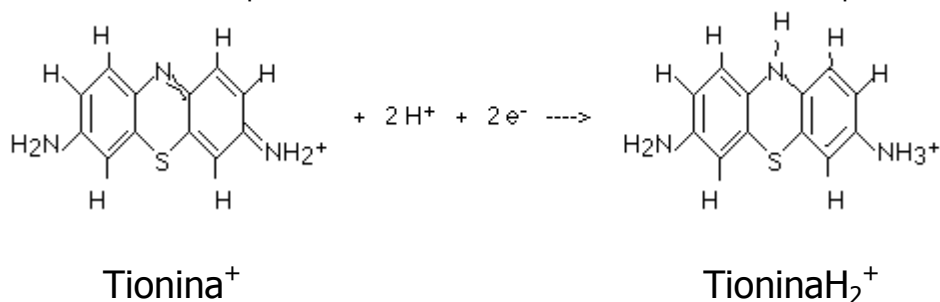 H H H H
H H N H H N H
H2N S NH2+ + 2 H+ + 2 e- ----> H2N S NH3+
H H H H
Tionina+ TioninaH2+